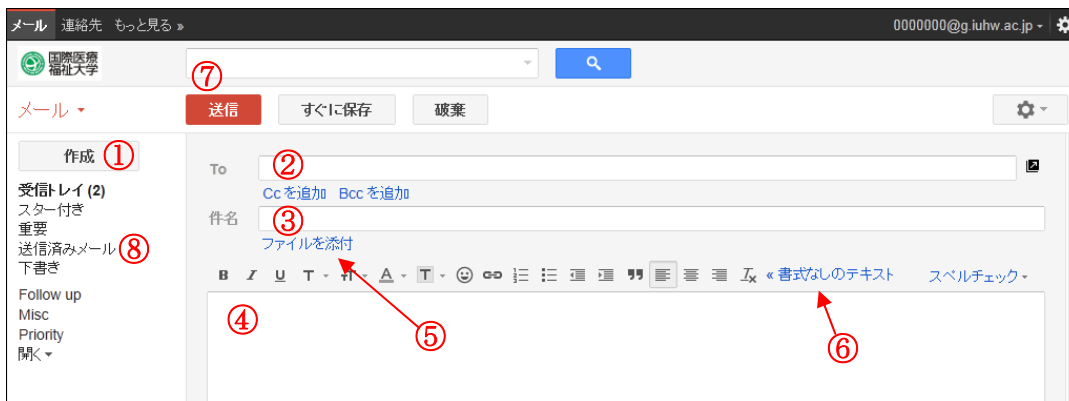 メール 連絡先 もっと見る » 0000000@g.iuhw.ac.jp
国際医療
福祉大学
⑦
メール 送信 すぐに保存 破棄
作成 ①
To ②
受信トレイ (2)
Cc を追加 Bcc を追加
スター付き
件名 ③
重要
送信済みメール ⑧
ファイルを添付
下書き
B I U T T A T « 書式なしのテキスト スペルチェック
Follow up
④
Misc
⑤
Priority
⑥
開く